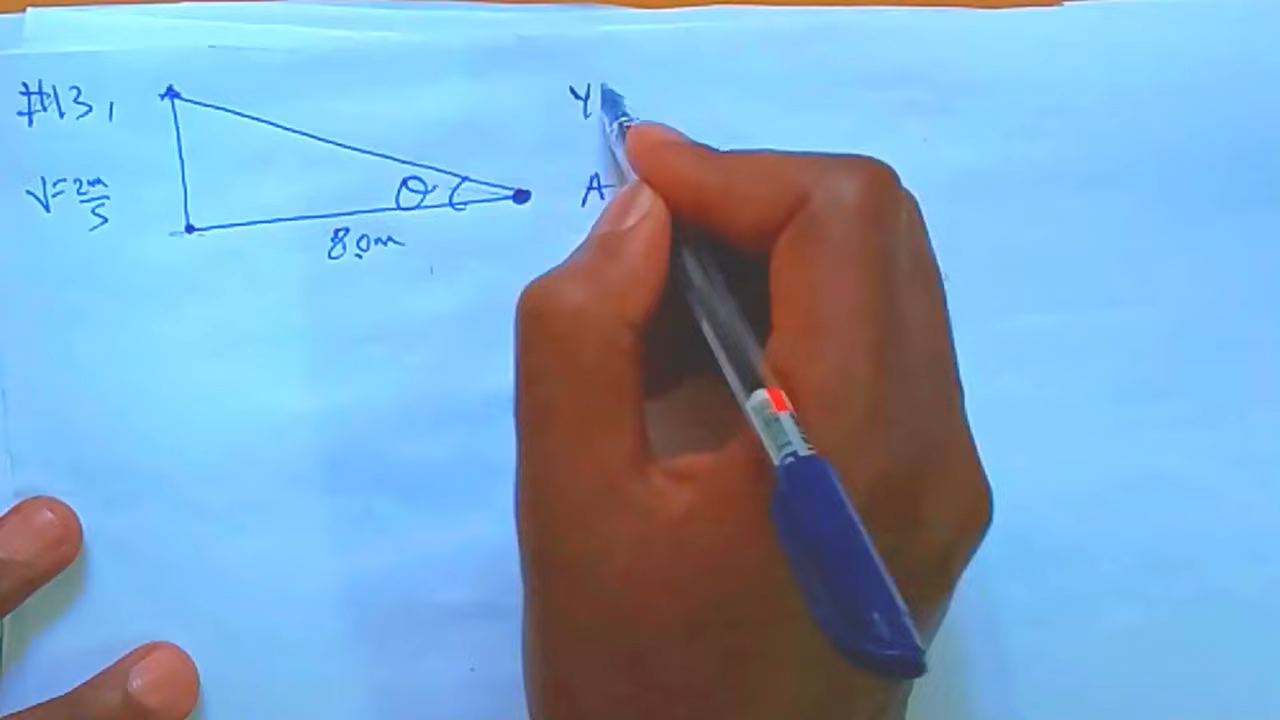 #13,
V=2m/s
θ
8.0m
Y
A